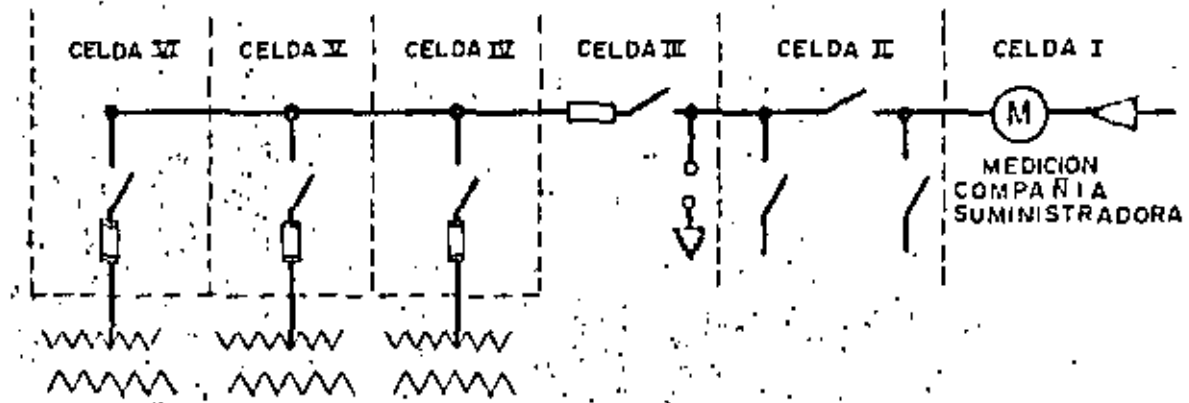 CELDA VI
CELDA V
CELDA IV
CELDA III
CELDA II
CELDA I
M
MEDICION
COMPAÑIA
SUMINISTRADORA